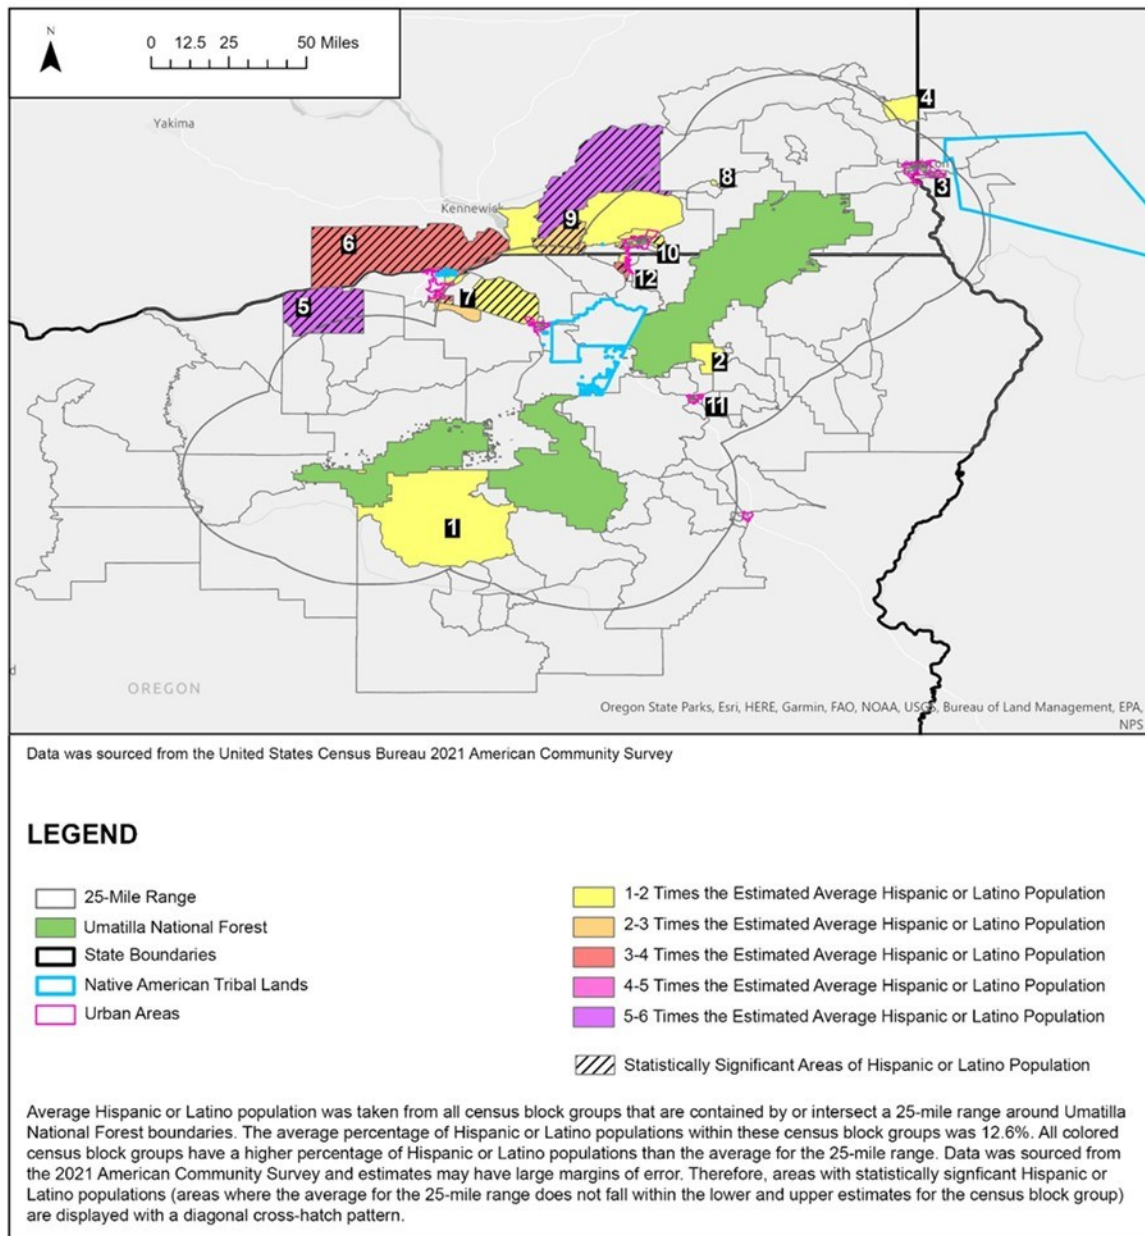 N
0 12.5 25 50 Miles
Yakima
4
8
3
Kennewick
9
6
10
12
5
7
2
11
1
d
OREGON
Oregon State Parks, Esri, HERE, Garmin, FAO, NOAA, USGS, Bureau of Land Management, EPA,
NPS
Data was sourced from the United States Census Bureau 2021 American Community Survey
LEGEND
25-Mile Range
Umatilla National Forest
State Boundaries
Native American Tribal Lands
Urban Areas
1-2 Times the Estimated Average Hispanic or Latino Population
2-3 Times the Estimated Average Hispanic or Latino Population
3-4 Times the Estimated Average Hispanic or Latino Population
4-5 Times the Estimated Average Hispanic or Latino Population
5-6 Times the Estimated Average Hispanic or Latino Population
Statistically Significant Areas of Hispanic or Latino Population
Average Hispanic or Latino population was taken from all census block groups that are contained by or intersect a 25-mile range around Umatilla
National Forest boundaries. The average percentage of Hispanic or Latino populations within these census block groups was 12.6%. All colored
census block groups have a higher percentage of Hispanic or Latino populations than the average for the 25-mile range. Data was sourced from
the 2021 American Community Survey and estimates may have large margins of error. Therefore, areas with statistically signficant Hispanic or
Latino populations (areas where the average for the 25-mile range does not fall within the lower and upper estimates for the census block group)
are displayed with a diagonal cross-hatch pattern.